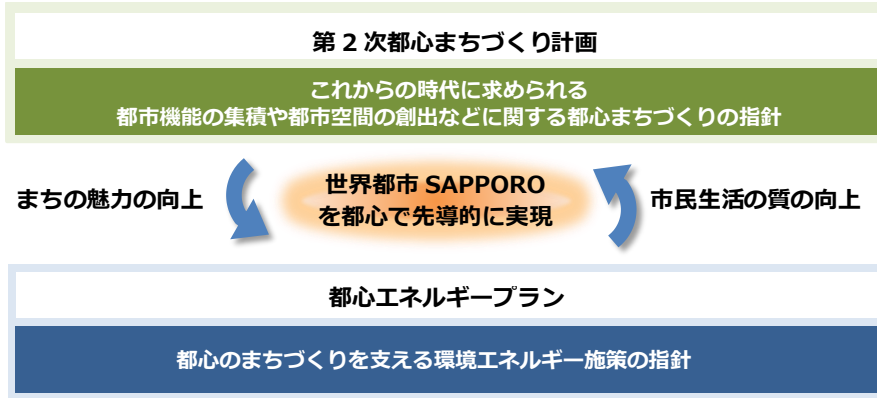 第2次都心まちづくり計画
これからの時代に求められる
都市機能の集積や都市空間の創出などに関する都心まちづくりの指針
まちの魅力の向上
世界都市 SAPPORO
を都心で先導的に実現
市民生活の質の向上
都心エネルギープラン
都心のまちづくりを支える環境エネルギー施策の指針